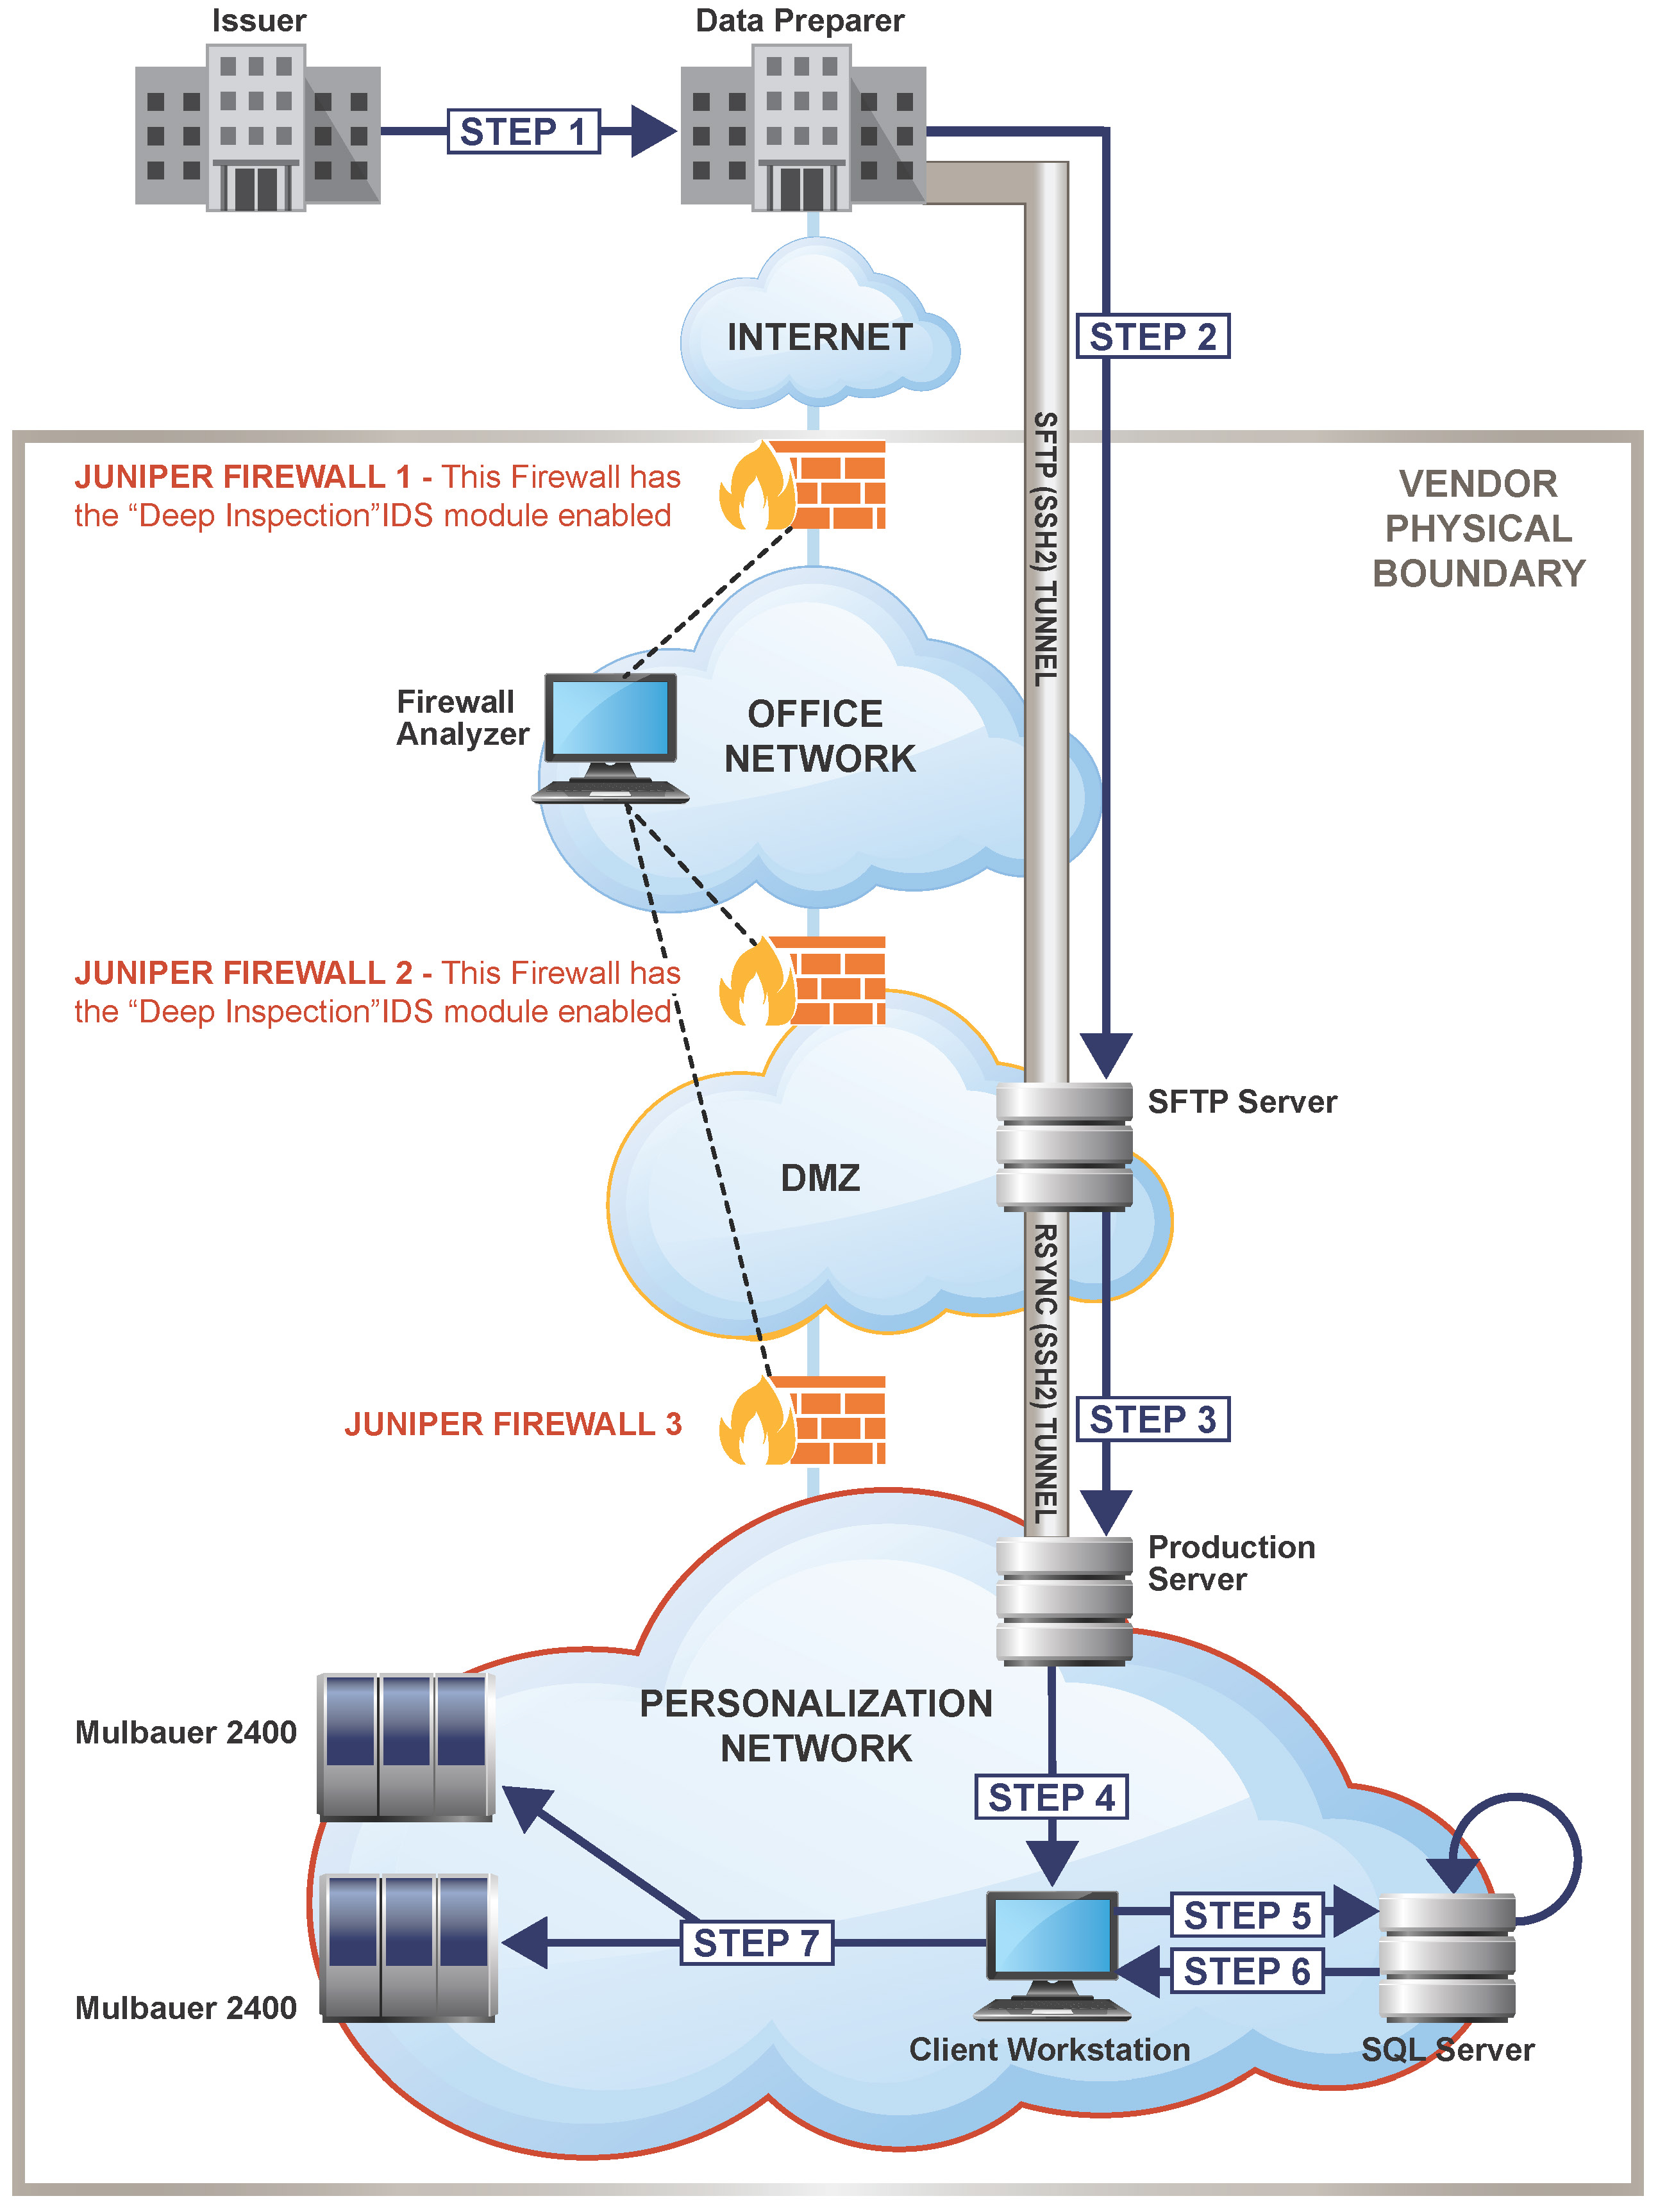 Issuer
Data Preparer
STEP 1
INTERNET
STEP 2
SFTP (SSH2) TUNNEL
JUNIPER FIREWALL 1 - This Firewall has
the “Deep Inspection”IDS module enabled
VENDOR
PHYSICAL
BOUNDARY
Firewall
Analyzer
OFFICE
NETWORK
JUNIPER FIREWALL 2 - This Firewall has
the “Deep Inspection”IDS module enabled
SFTP Server
DMZ
RSYNC (SSH2) TUNNEL
JUNIPER FIREWALL 3
STEP 3
Production
Server
PERSONALIZATION
NETWORK
Mulbauer 2400
STEP 4
STEP 5
STEP 7
STEP 6
Mulbauer 2400
Client Workstation
SQL Server